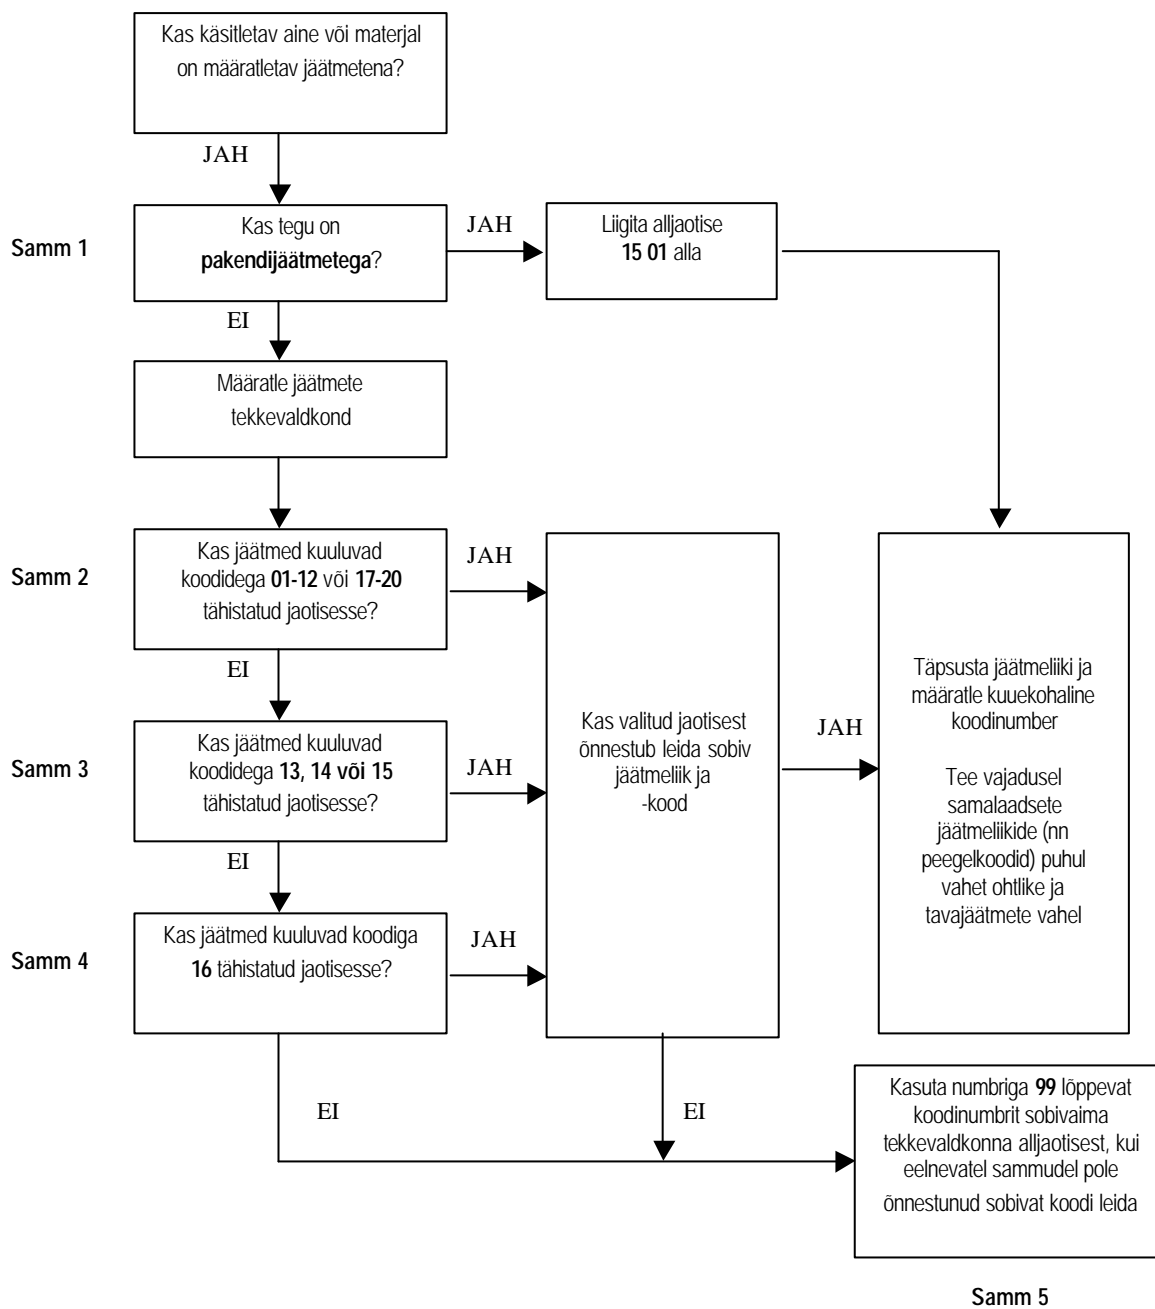 Kas käsitletav aine või materjal
on määratletav jäätmetena?
JAH
Samm 1
Kas tegu on
pakendijäätmetega?
JAH
Liigita alljaotise
15 01 alla
EI
Määratle jäätmete
tekkevaldkond
Samm 2
Kas jäätmed kuuluvad
koodidega 01-12 või 17-20
tähistatud jaotisesse?
JAH
EI
Samm 3
Kas jäätmed kuuluvad
koodidega 13, 14 või 15
tähistatud jaotisesse?
JAH
EI
Samm 4
Kas jäätmed kuuluvad koodiga
16 tähistatud jaotisesse?
JAH
EI
Kas valitud jaotisest
õnnestub leida sobiv
jäätmeliik ja
-kood
JAH
EI
Täpsusta jäätmeliiki ja
määratle kuuekohaline
koodinumber
Tee vajadusel
samalaadsete
jäätmeliikide (nn
peegelkoodid) puhul
vahet ohtlike ja
tavajäätmete vahel
Kasuta numbriga 99 lõppevat
koodinumbrit sobivaima
tekkevaldkonna alljaotisest, kui
eelnevatel sammudel pole
õnnestunud sobivat koodi leida
Samm 5